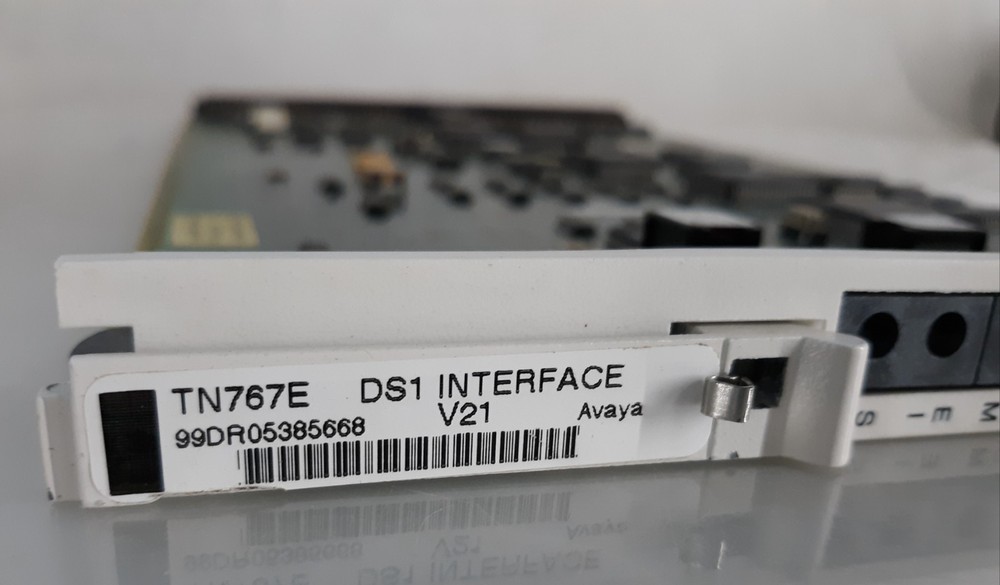 TN767E DS1 INTERFACE
V21 Avaya
99DR05385668
S I E M